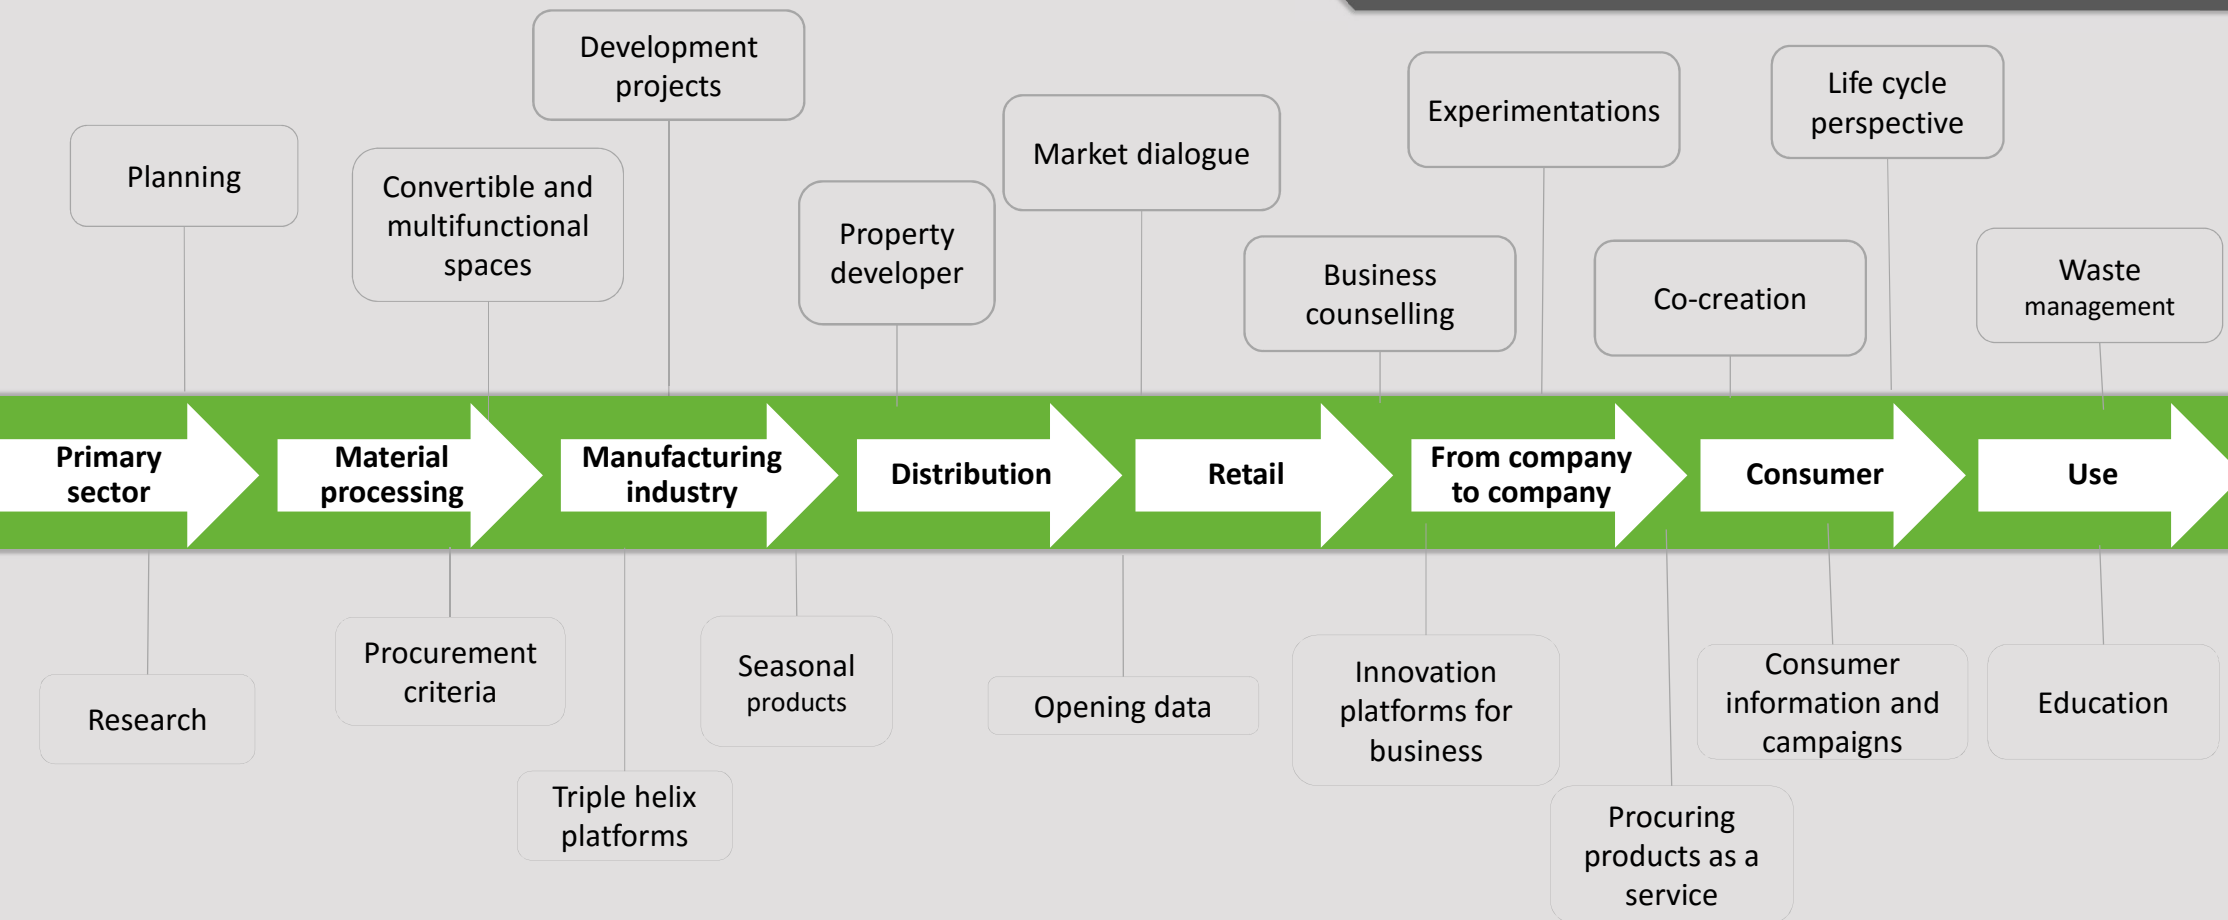 Development
projects
Planning
Convertible and
multifunctional
spaces
Property
developer
Market dialogue
Business
counselling
Experimentations
Co-creation
Life cycle
perspective
Waste
management
Primary
sector
Material
processing
Manufacturing
industry
Distribution
Retail
From company
to company
Consumer
Use
Research
Procurement
criteria
Triple helix
platforms
Seasonal
products
Opening data
Innovation
platforms for
business
Procuring
products as a
service
Consumer
information and
campaigns
Education